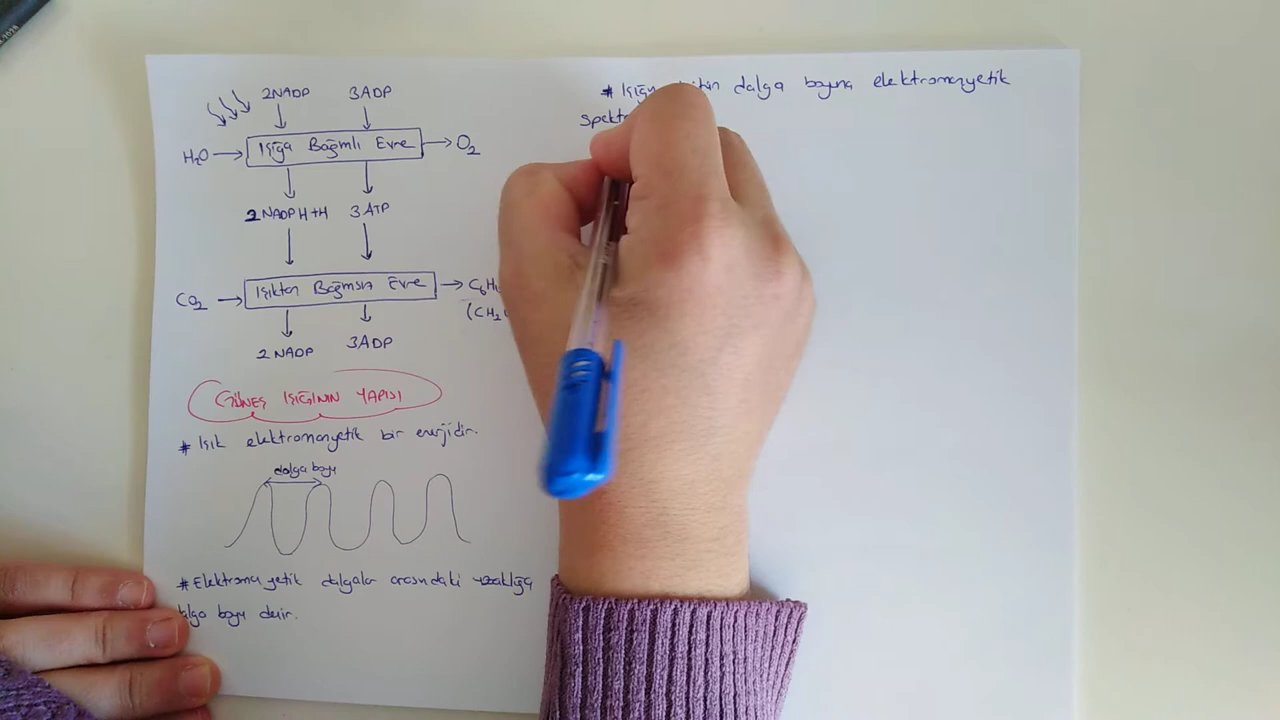 2NADP 3ADP
H₂O → Işığa Bağımlı Evre → O₂
2NADPH+H 3ATP
CO₂ → Işıktan Bağımsız Evre →
2NADP 3ADP
GÜNEŞ IŞIĞININ YAPISI
* Işık elektromanyetik bir enerjidir.
dalga boyu
* Elektromanyetik dalgalar arasındaki uzaklığa
dalga boyu denir.
* Işığın bütün dalga boyuna elektromanyetik